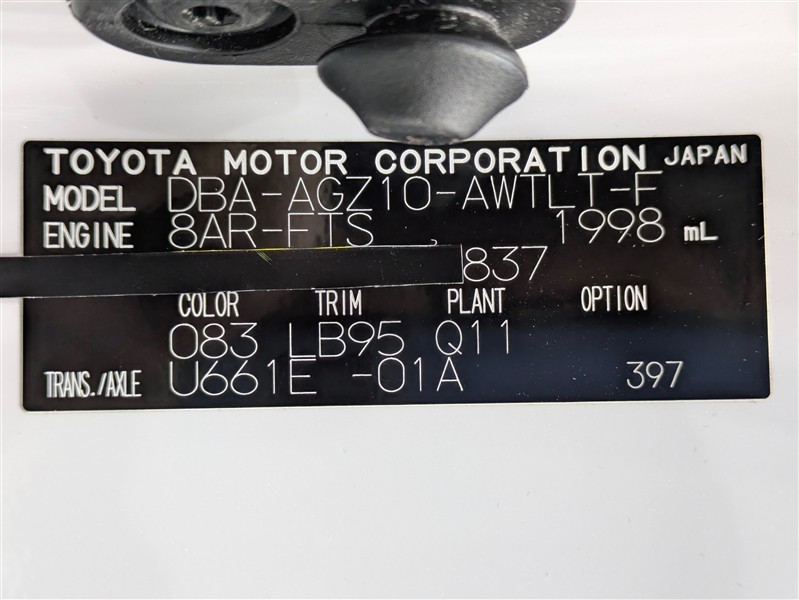 TOYOTA MOTOR CORPORATION JAPAN
MODEL DBA-AGZ10-AWTLT-F
ENGINE 8AR-FTS 1998 mL
837
COLOR TRIM PLANT OPTION
083 LB95 Q11
TRANS./AXLE U661E -01A 397